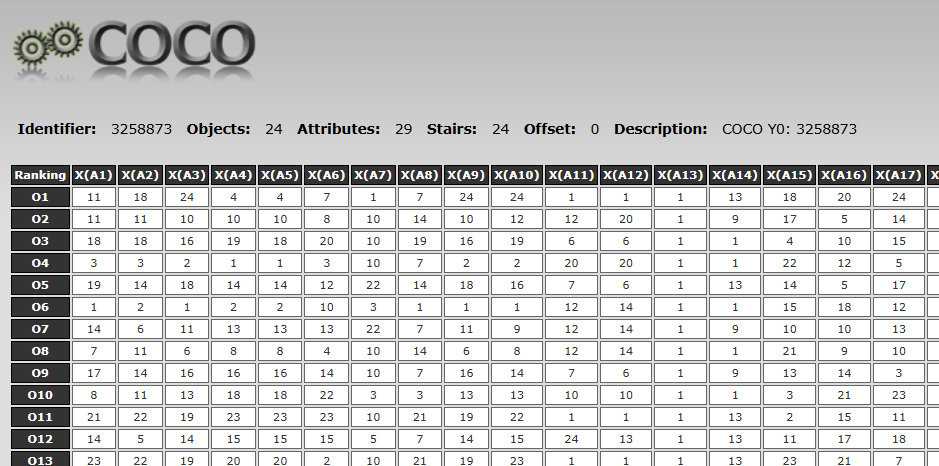 COCO
Identifier: 3258873 Objects: 24 Attributes: 29 Stairs: 24 Offset: 0 Description: COCO Y0: 3258873
Ranking X(A1) X(A2) X(A3) X(A4) X(A5) X(A6) X(A7) X(A8) X(A9) X(A10) X(A11) X(A12) X(A13) X(A14) X(A15) X(A16) X(A17)
O1 11 18 24 4 4 7 1 7 24 24 1 1 1 13 18 20 24
O2 11 11 10 10 10 8 10 14 10 12 12 20 1 9 17 5 14
O3 18 18 16 19 18 20 10 19 16 19 6 6 1 1 4 10 15
O4 3 3 2 1 1 3 10 7 2 2 20 20 1 1 22 12 5
O5 19 14 18 14 14 12 22 14 18 16 7 6 1 13 14 5 17
O6 1 2 1 2 2 10 3 1 1 1 12 14 1 1 15 18 12
O7 14 6 11 13 13 13 22 7 11 9 12 14 1 9 10 10 13
O8 7 11 6 8 8 4 10 14 6 8 12 14 1 1 21 9 10
O9 17 14 16 16 16 14 10 7 16 14 7 6 1 9 13 14 3
O10 8 11 13 18 18 22 3 3 13 13 10 10 1 1 3 21 23
O11 21 22 19 23 23 23 10 21 19 22 1 1 1 13 2 15 11
O12 14 5 14 15 15 15 5 7 14 15 24 13 1 13 11 17 18
O13 23 22 19 20 20 2 10 21 19 23 1 1 1 13 23 21 7